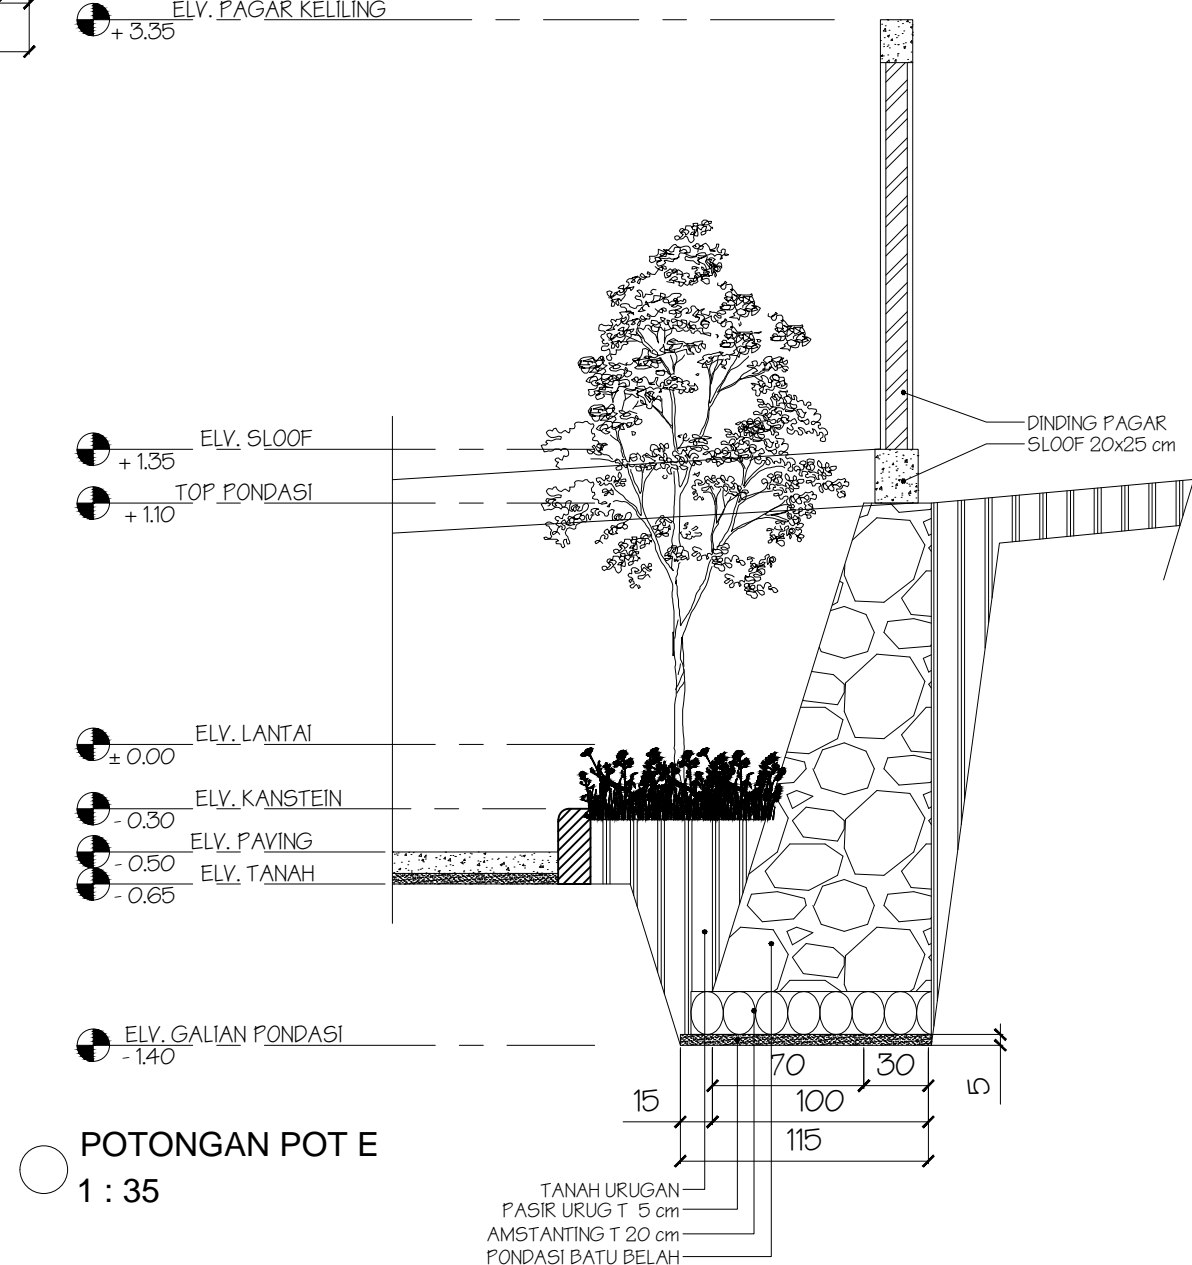 ELV. PAGAR KELILING
+ 3.35
DINDING PAGAR
SLOOF 20x25 cm
ELV. SLOOF
+ 1.35
TOP PONDASI
+ 1.10
ELV. LANTAI
± 0.00
ELV. KANSTEIN
- 0.30
ELV. PAVING
- 0.50
ELV. TANAH
- 0.65
ELV. GALIAN PONDASI
- 1.40
70
30
5
15
100
115
POTONGAN POT E
1 : 35
TANAH URUGAN
PASIR URUG T 5 cm
AMSTANTING T 20 cm
PONDASI BATU BELAH